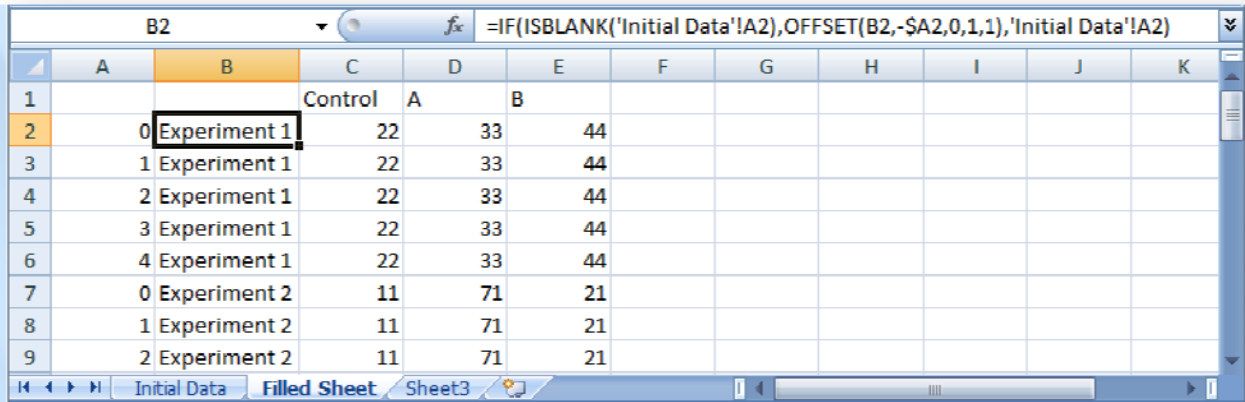 B2 fx =IF(ISBLANK('Initial Data'!A2),OFFSET(B2,-$A2,0,1,1),'Initial Data'!A2)
A B C D E F G H I J K
1 Control A B
2 0 Experiment 1 22 33 44
3 1 Experiment 1 22 33 44
4 2 Experiment 1 22 33 44
5 3 Experiment 1 22 33 44
6 4 Experiment 1 22 33 44
7 0 Experiment 2 11 71 21
8 1 Experiment 2 11 71 21
9 2 Experiment 2 11 71 21
Initial Data Filled Sheet Sheet3